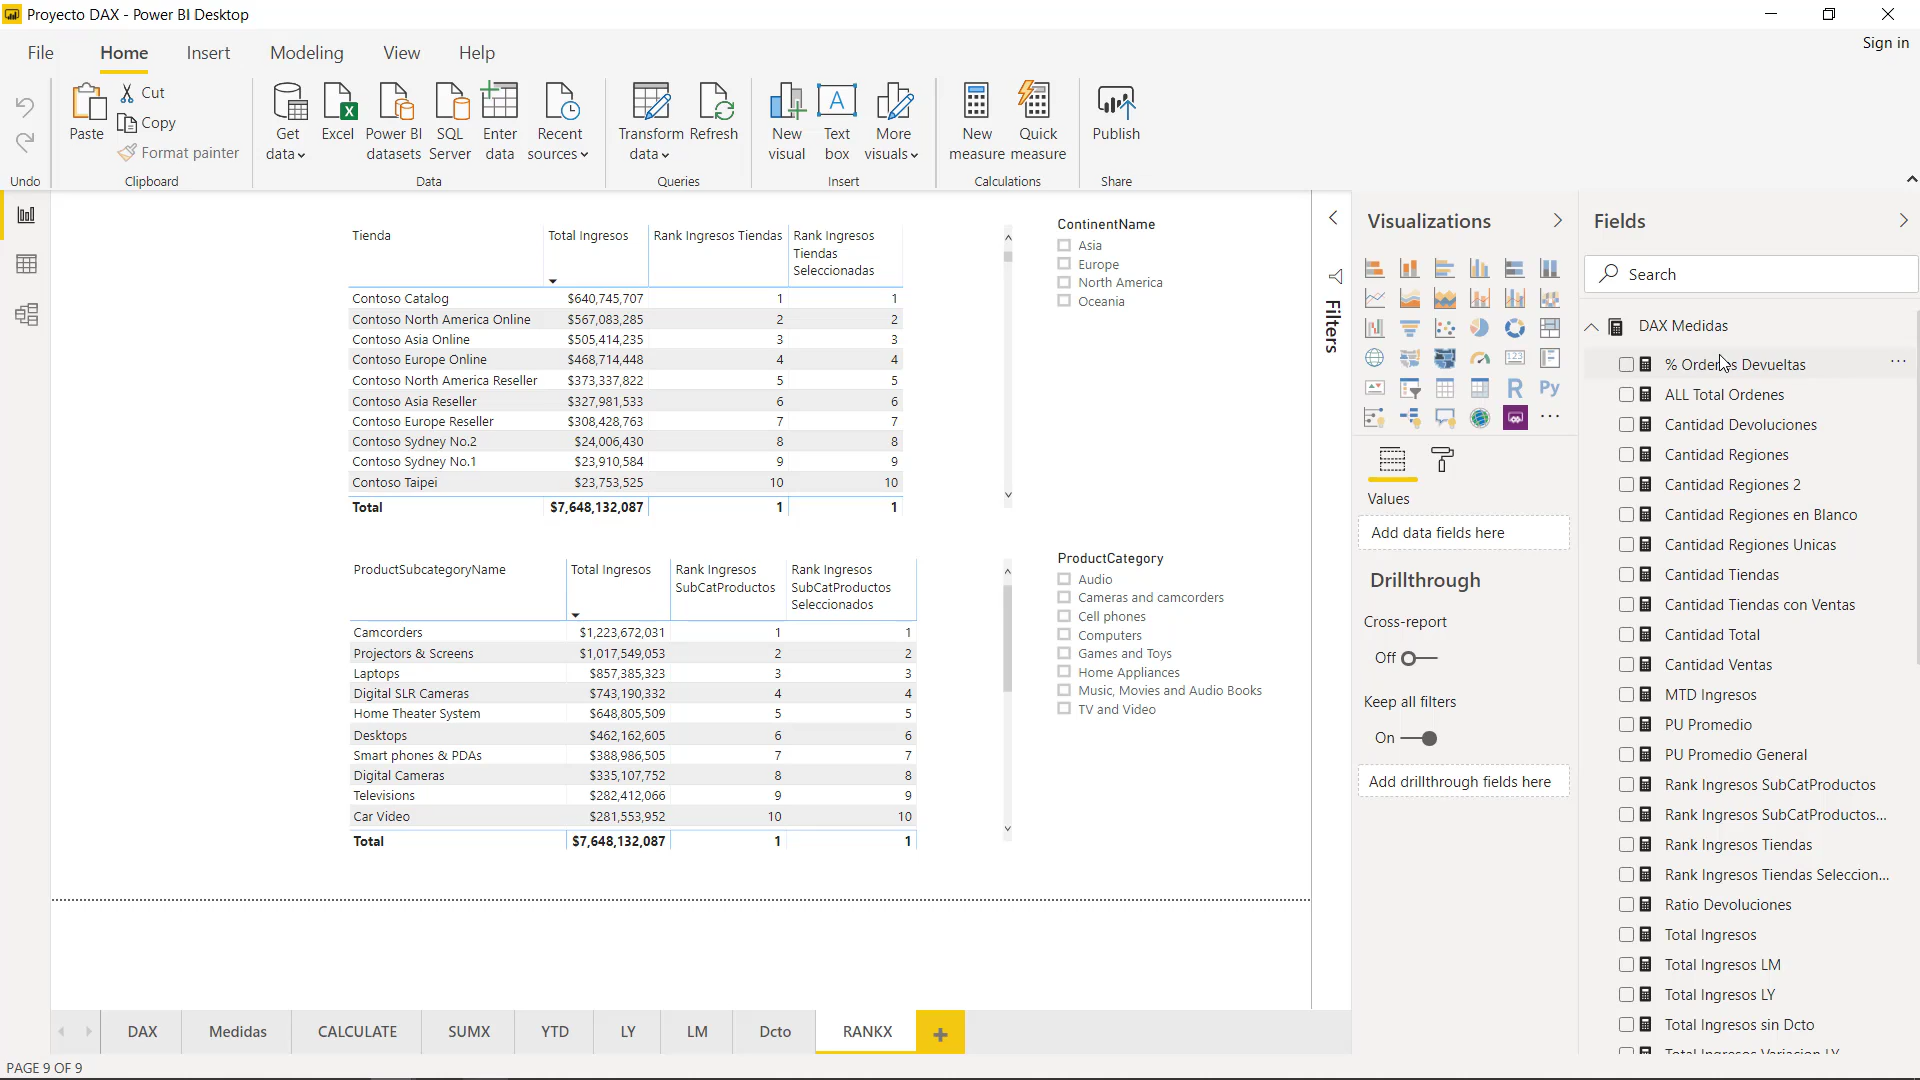 Proyecto DAX - Power BI Desktop
Sign in
File Home Insert Modeling View Help
Undo
Paste
Cut
Copy
Format painter
Clipboard
Get data
Excel
Power BI datasets
SQL Server
Enter data
Recent sources
Data
Transform data
Refresh
Queries
New visual
Text box
More visuals
Insert
New measure
Quick measure
Calculations
Publish
Share
Tienda Total Ingresos Rank Ingresos Tiendas Rank Ingresos Tiendas Seleccionadas
Contoso Catalog $640,745,707 1 1
Contoso North America Online $567,083,285 2 2
Contoso Asia Online $505,414,235 3 3
Contoso Europe Online $468,714,448 4 4
Contoso North America Reseller $373,337,822 5 5
Contoso Asia Reseller $327,981,533 6 6
Contoso Europe Reseller $308,428,763 7 7
Contoso Sydney No.2 $24,006,430 8 8
Contoso Sydney No.1 $23,910,584 9 9
Contoso Taipei $23,753,525 10 10
Total $7,648,132,087 1 1
ContinentName
Asia
Europe
North America
Oceania
ProductSubcategoryName Total Ingresos Rank Ingresos SubCatProductos Rank Ingresos SubCatProductos Seleccionados
Camcorders $1,223,672,031 1 1
Projectors & Screens $1,017,549,053 2 2
Laptops $857,385,323 3 3
Digital SLR Cameras $743,190,332 4 4
Home Theater System $648,805,509 5 5
Desktops $462,162,605 6 6
Smart phones & PDAs $388,986,505 7 7
Digital Cameras $335,107,752 8 8
Televisions $282,412,066 9 9
Car Video $281,553,952 10 10
Total $7,648,132,087 1 1
ProductCategory
Audio
Cameras and camcorders
Cell phones
Computers
Games and Toys
Home Appliances
Music, Movies and Audio Books
TV and Video
Filters
Visualizations
123
R
Py
Values
Add data fields here
Drillthrough
Cross-report
Off
Keep all filters
On
Add drillthrough fields here
Fields
Search
DAX Medidas
% Ordenes Devueltas
ALL Total Ordenes
Cantidad Devoluciones
Cantidad Regiones
Cantidad Regiones 2
Cantidad Regiones en Blanco
Cantidad Regiones Unicas
Cantidad Tiendas
Cantidad Tiendas con Ventas
Cantidad Total
Cantidad Ventas
MTD Ingresos
PU Promedio
PU Promedio General
Rank Ingresos SubCatProductos
Rank Ingresos SubCatProductos...
Rank Ingresos Tiendas
Rank Ingresos Tiendas Seleccion...
Ratio Devoluciones
Total Ingresos
Total Ingresos LM
Total Ingresos LY
Total Ingresos sin Dcto
Total Ingresos Variacion LY
DAX Medidas CALCULATE SUMX YTD LY LM Dcto RANKX
PAGE 9 OF 9